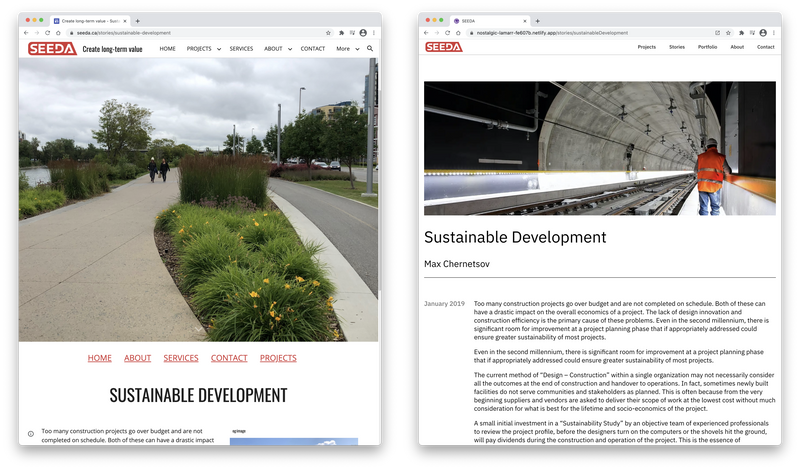 Create long-term value - Sust
seeda.ca/stories/sustainable-development
SEEDA Create long-term value HOME PROJECTS SERVICES ABOUT CONTACT More
HOME ABOUT SERVICES CONTACT PROJECTS
SUSTAINABLE DEVELOPMENT
Too many construction projects go over budget and are not
completed on schedule. Both of these can have a drastic impact
SEEDA
nostalgic-lamarr-fe607b.netlify.app/stories/sustainableDevelopment
SEEDA Projects Stories Portfolio About Contact
Sustainable Development
Max Chernetsov
January 2019
Too many construction projects go over budget and are not completed on schedule. Both of these can
have a drastic impact on the overall economics of a project. The lack of design innovation and
construction efficiency is the primary cause of these problems. Even in the second millennium, there is
significant room for improvement at a project planning phase that if appropriately addressed could
ensure greater sustainability of most projects.
Even in the second millennium, there is significant room for improvement at a project planning phase
that if appropriately addressed could ensure greater sustainability of most projects.
The current method of “Design – Construction” within a single organization may not necessarily consider
all the outcomes at the end of construction and handover to operations. In fact, sometimes newly built
facilities do not serve communities and stakeholders as planned. This is often because from the very
beginning suppliers and vendors are asked to deliver their scope of work at the lowest cost without much
consideration for what is best for the lifetime and socio-economics of the project.
A small initial investment in a “Sustainability Study” by an objective team of experienced professionals
to review the project profile, before the designers turn on the computers or the shovels hit the ground,
will pay dividends during the construction and operation of the project. This is the essence of